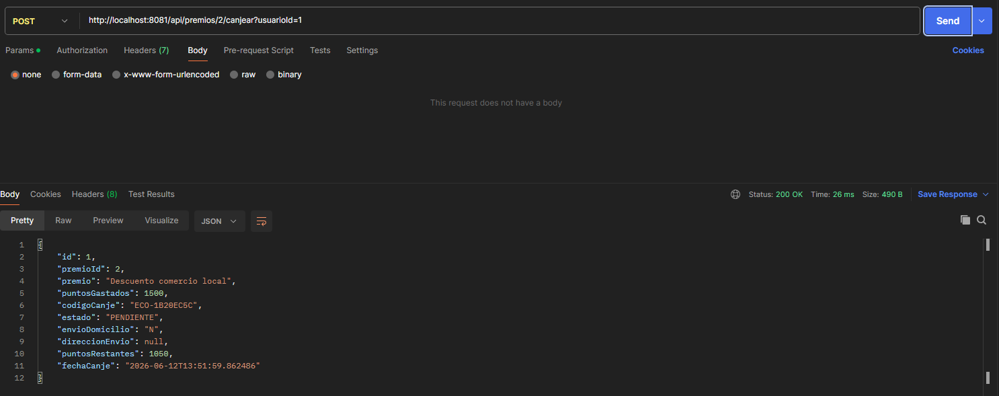 POST http://localhost:8081/api/premios/2/canjear?usuarioId=1 Send
Params Authorization Headers (7) Body Pre-request Script Tests Settings Cookies
none form-data x-www-form-urlencoded raw binary
This request does not have a body
Body Cookies Headers (8) Test Results Status: 200 OK Time: 26 ms Size: 490 B Save Response
Pretty Raw Preview Visualize JSON
1 {
2 "id": 1,
3 "premioId": 2,
4 "premio": "Descuento comercio local",
5 "puntosGastados": 1500,
6 "codigoCanje": "ECO-1B20EC5C",
7 "estado": "PENDIENTE",
8 "envioDomicilio": "N",
9 "direccionEnvio": null,
10 "puntosRestantes": 1050,
11 "fechaCanje": "2026-06-12T13:51:59.862486"
12 }